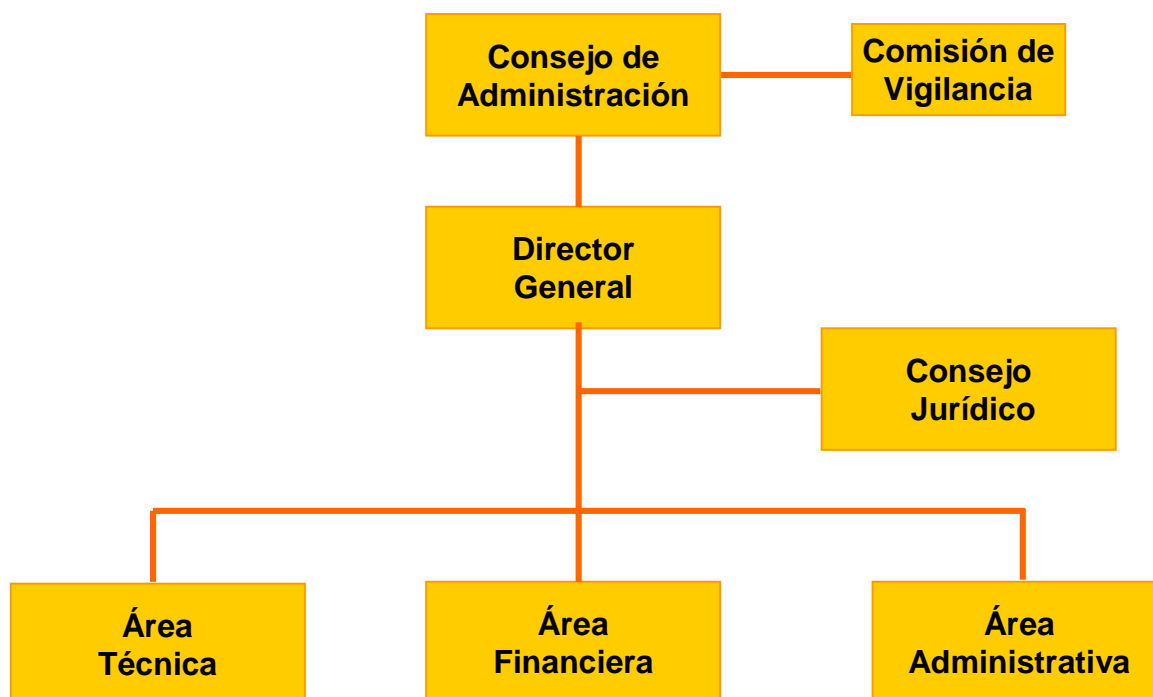 Consejo de
Administración
Comisión de
Vigilancia
Director
General
Consejo
Jurídico
Área
Técnica
Área
Financiera
Área
Administrativa